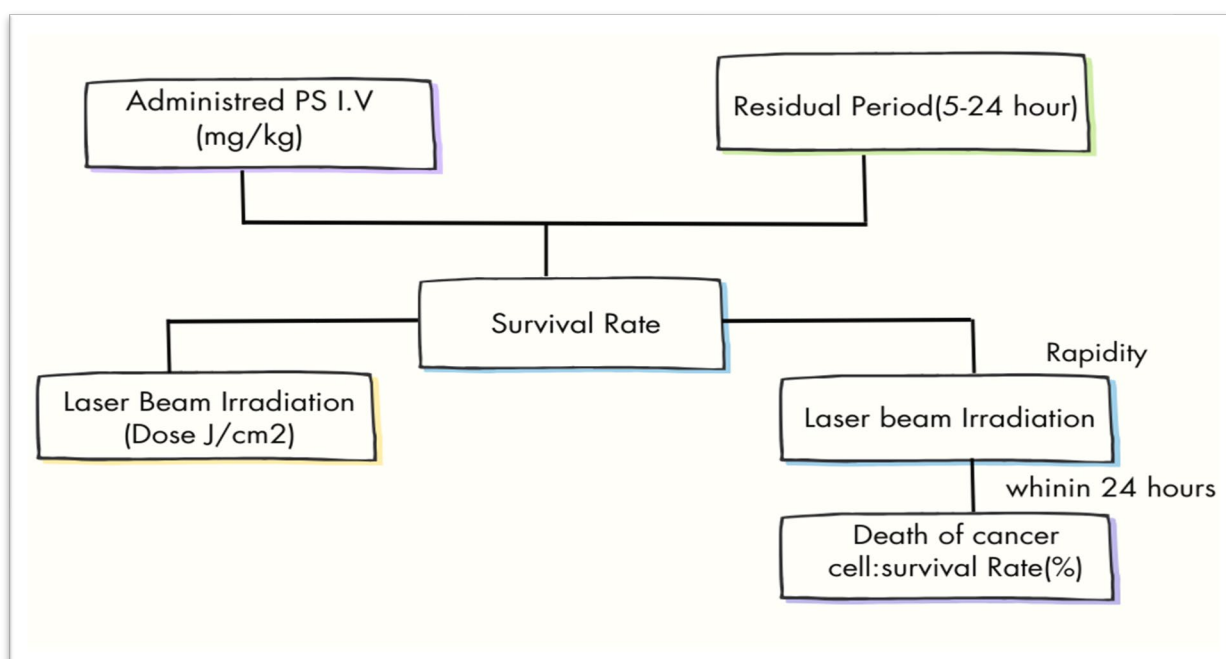 Administred PS I.V
(mg/kg)
Residual Period(5-24 hour)
Survival Rate
Laser Beam Irradiation
(Dose J/cm2)
Rapidity
Laser beam Irradiation
whinin 24 hours
Death of cancer
cell:survival Rate(%)